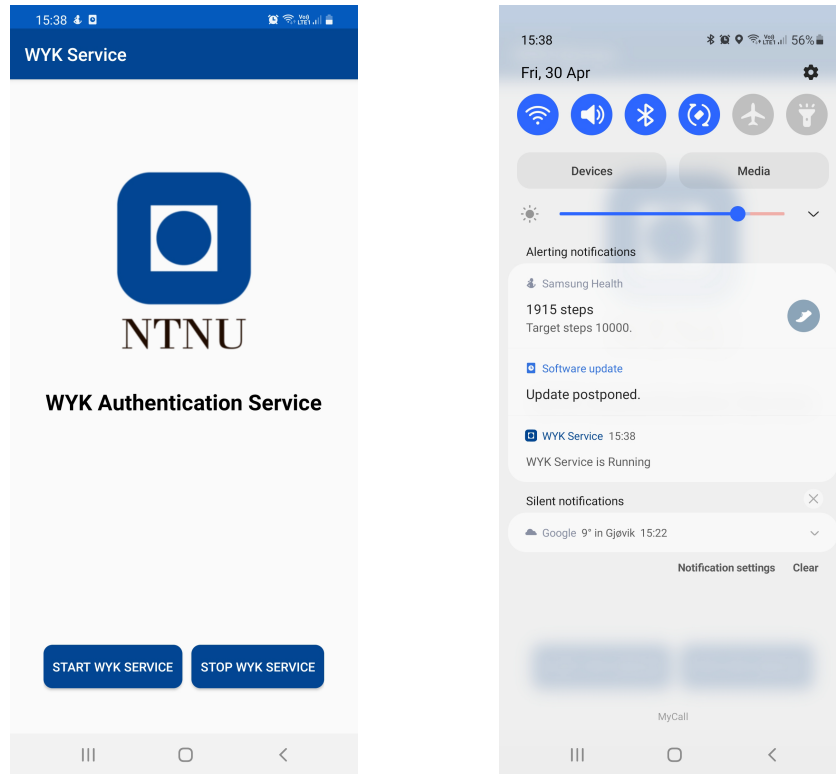 15:38
WYK Service
NTNU
WYK Authentication Service
START WYK SERVICE
STOP WYK SERVICE
15:38
56%
Fri, 30 Apr
Devices
Media
Alerting notifications
Samsung Health
1915 steps
Target steps 10000.
Software update
Update postponed.
WYK Service 15:38
WYK Service is Running
Silent notifications
Google 9° in Gjøvik 15:22
Notification settings
Clear
MyCall